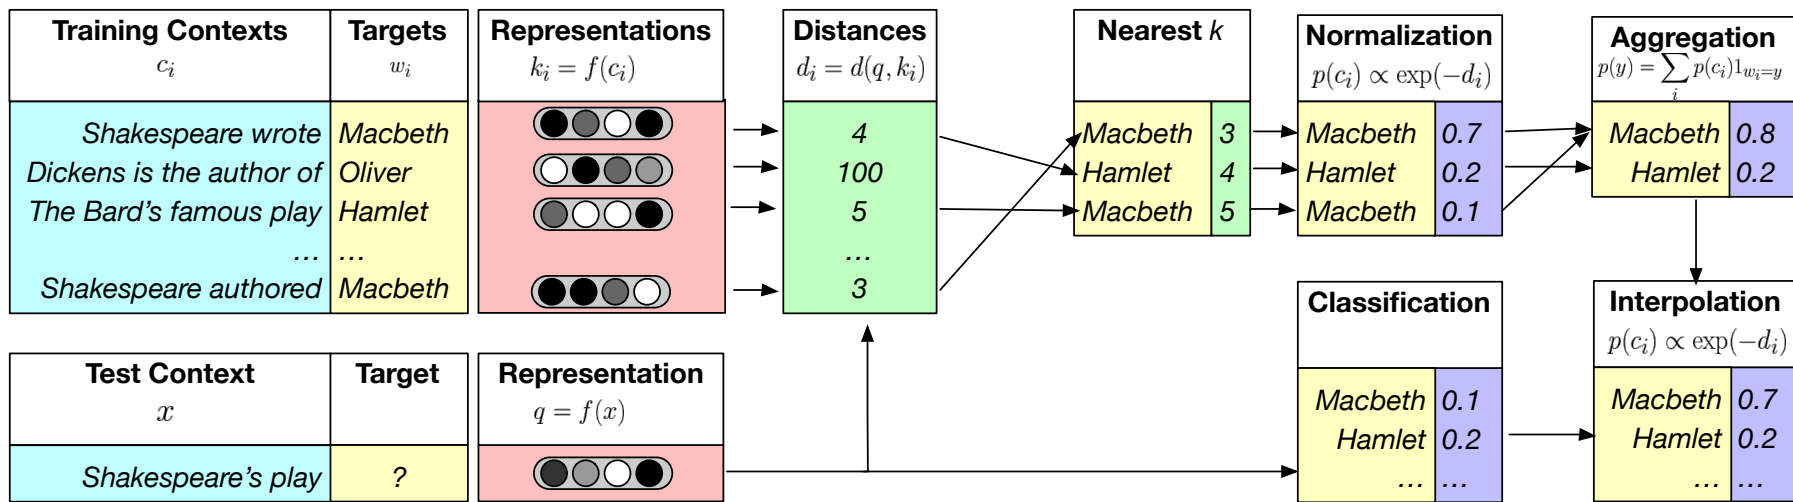 Training Contexts
c_i
Targets
w_i
Shakespeare wrote Macbeth
Dickens is the author of Oliver
The Bard's famous play Hamlet
... ...
Shakespeare authored Macbeth
Representations
k_i = f(c_i)
Distances
d_i = d(q, k_i)
4
100
5
...
3
Nearest k
Macbeth 3
Hamlet 4
Macbeth 5
Normalization
p(c_i) ∝ exp(−d_i)
Macbeth 0.7
Hamlet 0.2
Macbeth 0.1
Aggregation
p(y) = ∑_i p(c_i)1_{w_i=y}
Macbeth 0.8
Hamlet 0.2
Test Context
x
Target
Shakespeare's play ?
Representation
q = f(x)
Classification
Macbeth 0.1
Hamlet 0.2
... ...
Interpolation
p(c_i) ∝ exp(−d_i)
Macbeth 0.7
Hamlet 0.2
... ...